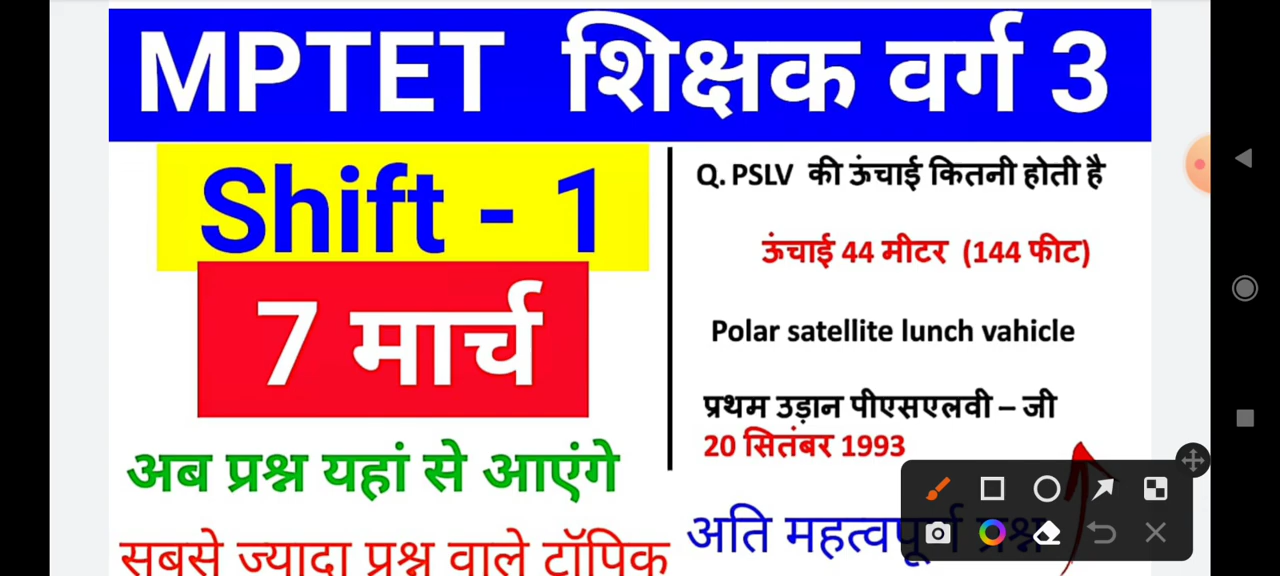 MPTET शिक्षक वर्ग 3
Shift - 1
7 मार्च
अब प्रश्न यहां से आएंगे
सबसे ज्यादा प्रश्न वाले टॉपिक
Q. PSLV की ऊंचाई कितनी होती है
ऊंचाई 44 मीटर (144 फीट)
Polar satellite lunch vahicle
प्रथम उड़ान पीएसएलवी – जी
20 सितंबर 1993
अति महत्वपूर्ण प्रश्न